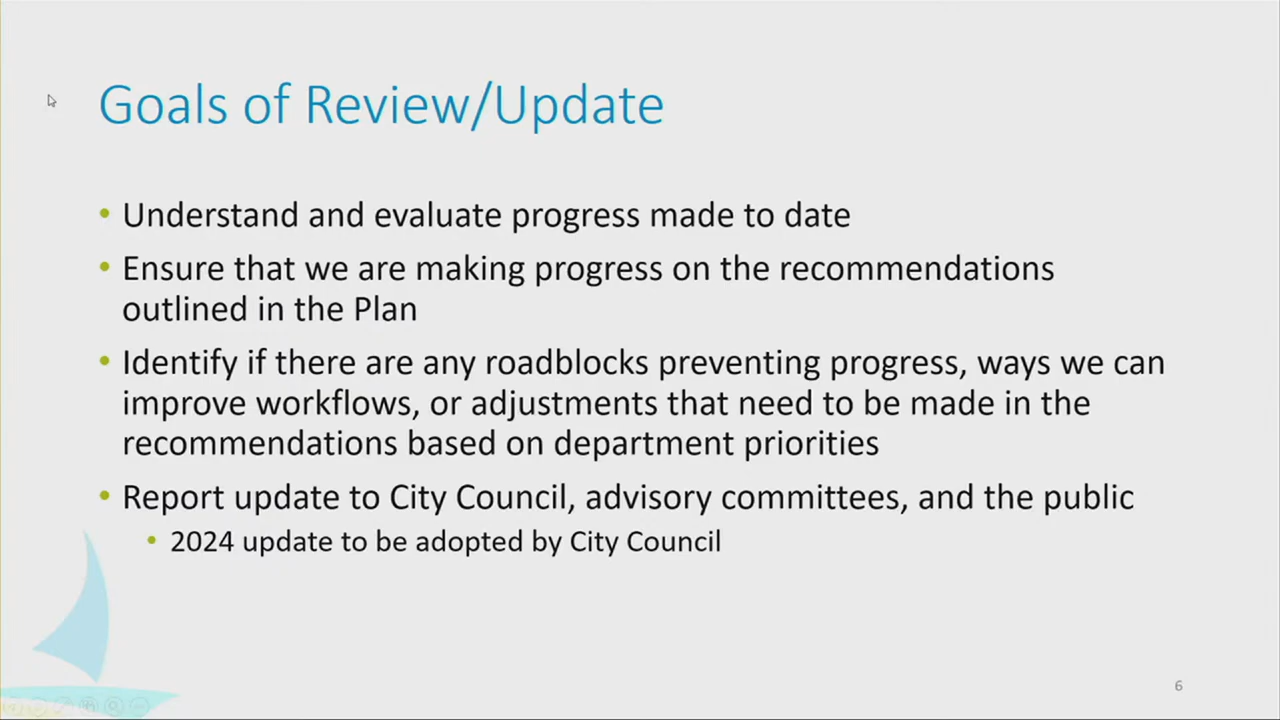 Goals of Review/Update
• Understand and evaluate progress made to date
• Ensure that we are making progress on the recommendations
outlined in the Plan
• Identify if there are any roadblocks preventing progress, ways we can
improve workflows, or adjustments that need to be made in the
recommendations based on department priorities
• Report update to City Council, advisory committees, and the public
• 2024 update to be adopted by City Council
6